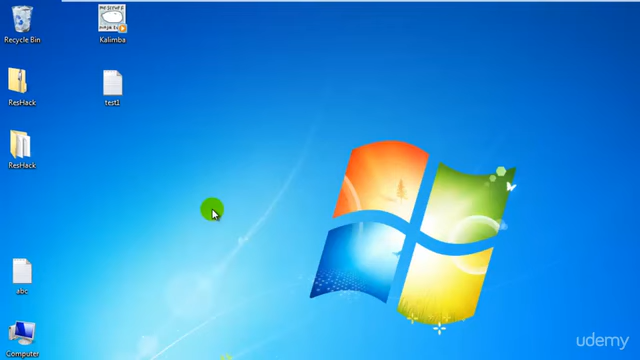 Recycle Bin
Kalimba
ResHack
test1
ResHack
abc
Computer
udemy